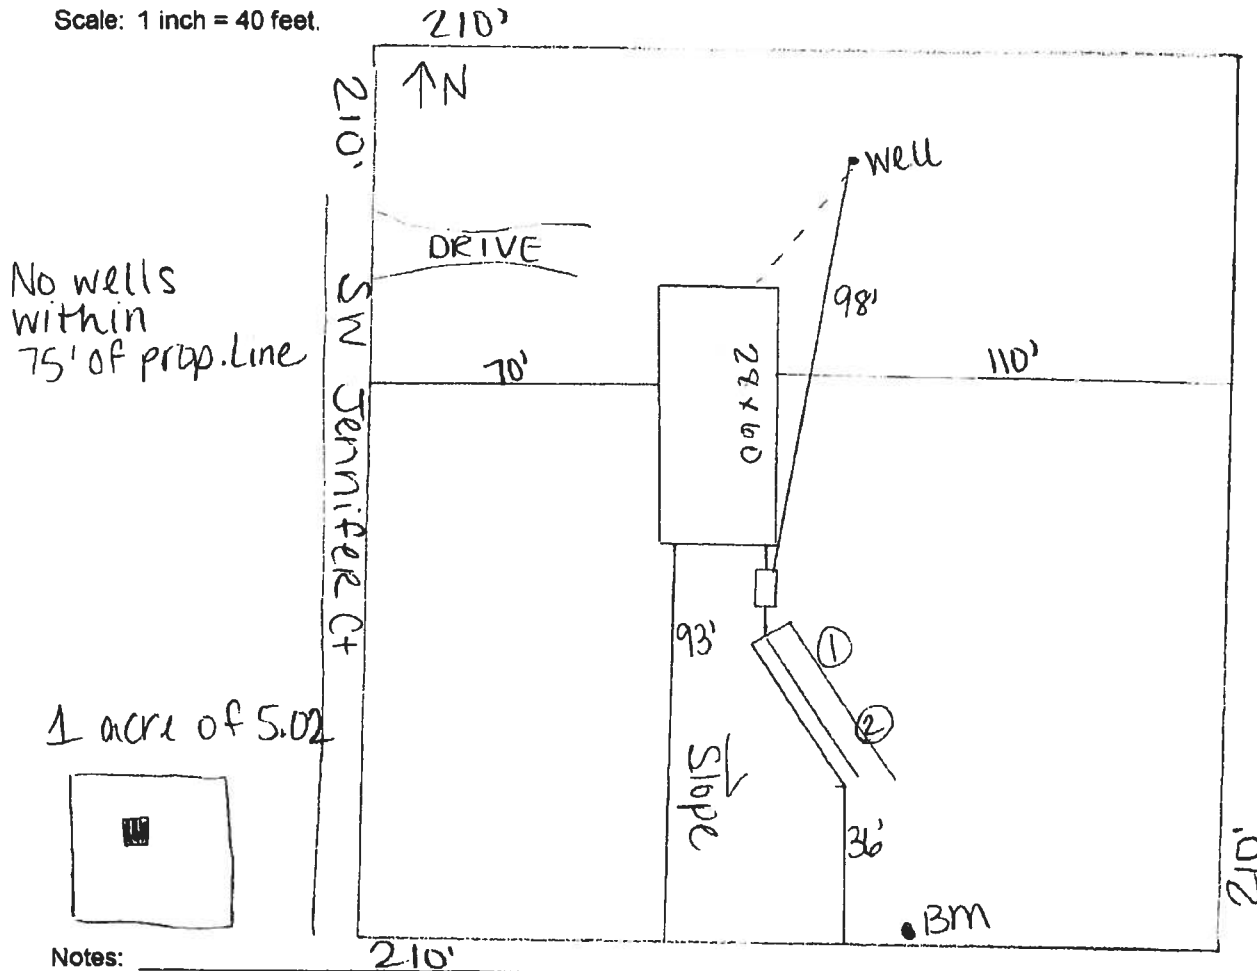 Scale: 1 inch = 40 feet.
210'
↑N
210'
well
DRIVE
No wells
within
75' of prop. Line
98'
70'
110'
28 x 60
SW Jennifer Ct
93'
1
2
1 acre of 5.02
Slope
36'
210'
BM
Notes:
210'